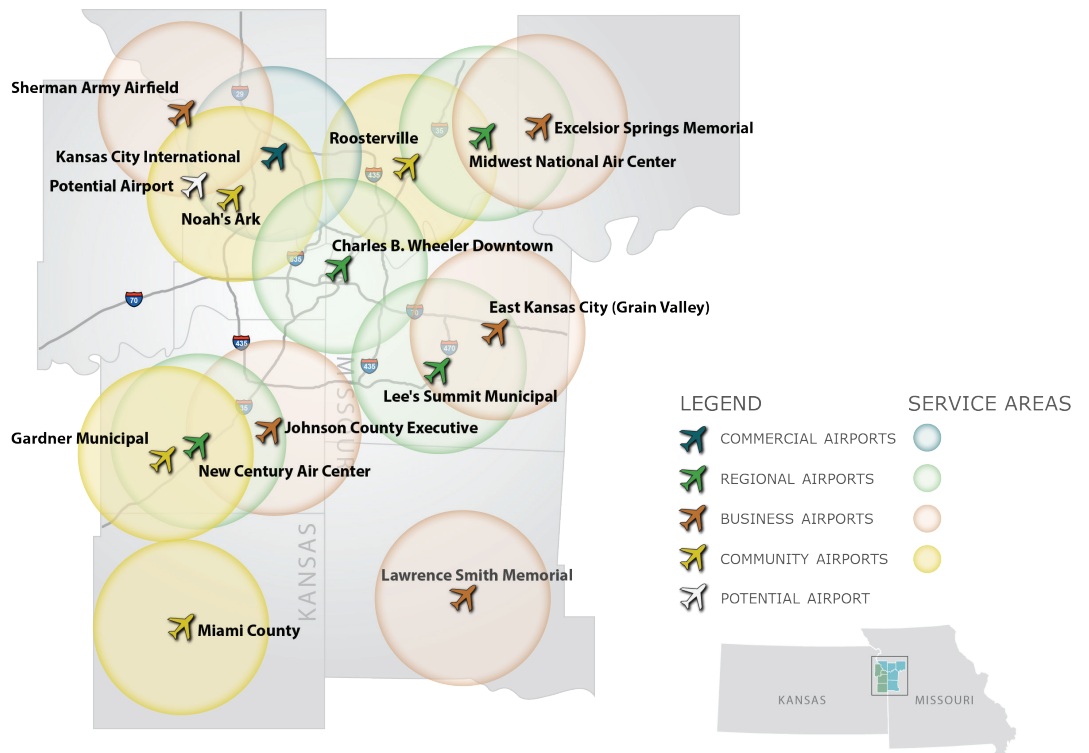 Sherman Army Airfield
29
Kansas City International
Potential Airport
Noah's Ark
Roosterville
35
435
Excelsior Springs Memorial
Midwest National Air Center
Charles B. Wheeler Downtown
635
70
East Kansas City (Grain Valley)
435
470
435
Lee's Summit Municipal
MISSOURI
Gardner Municipal
35
Johnson County Executive
New Century Air Center
KANSAS
Lawrence Smith Memorial
Miami County
LEGEND
SERVICE AREAS
COMMERCIAL AIRPORTS
REGIONAL AIRPORTS
BUSINESS AIRPORTS
COMMUNITY AIRPORTS
POTENTIAL AIRPORT
KANSAS
MISSOURI